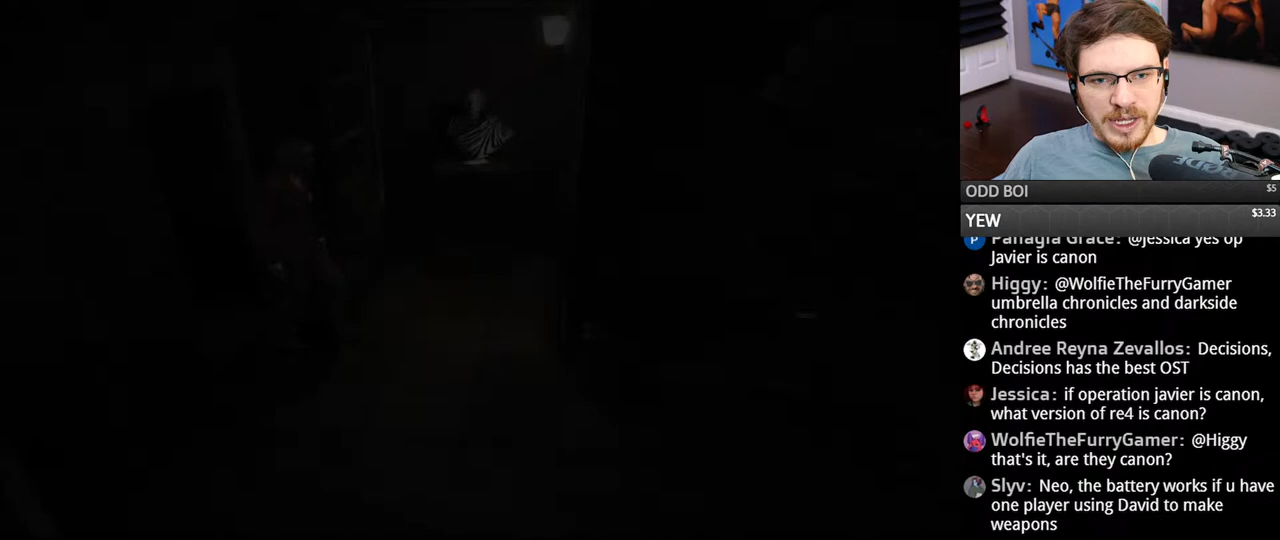 ODD BOI $5
YEW $3.33
Panagia Grace: @jessica yes op
Javier is canon
Higgy: @WolfieTheFurryGamer
umbrella chronicles and darkside
chronicles
Andree Reyna Zevallos: Decisions,
Decisions has the best OST
Jessica: if operation javier is canon,
what version of re4 is canon?
WolfieTheFurryGamer: @Higgy
that's it, are they canon?
Slyv: Neo, the battery works if u have
one player using David to make
weapons